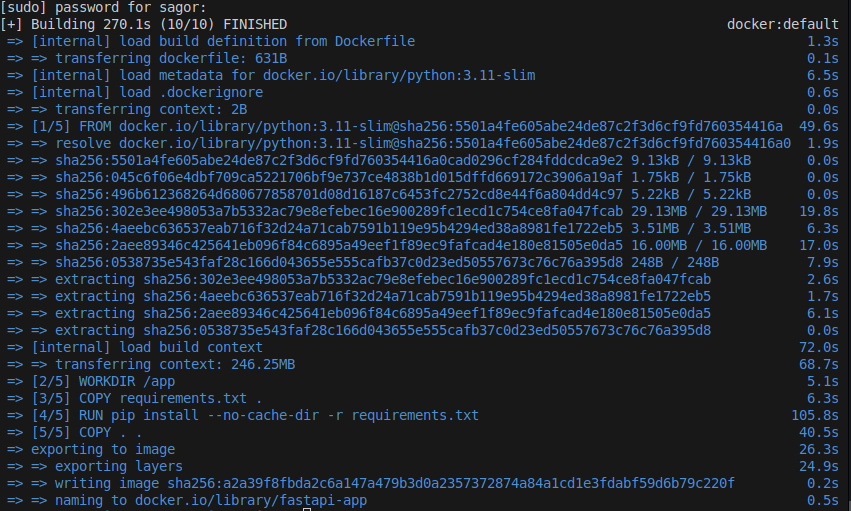 [sudo] password for sagor:
[+] Building 270.1s (10/10) FINISHED docker:default
=> [internal] load build definition from Dockerfile 1.3s
=> => transferring dockerfile: 631B 0.1s
=> [internal] load metadata for docker.io/library/python:3.11-slim 6.5s
=> [internal] load .dockerignore 0.6s
=> => transferring context: 2B 0.0s
=> [1/5] FROM docker.io/library/python:3.11-slim@sha256:5501a4fe605abe24de87c2f3d6cf9fd760354416a 49.6s
=> => resolve docker.io/library/python:3.11-slim@sha256:5501a4fe605abe24de87c2f3d6cf9fd760354416a0 1.9s
=> => sha256:5501a4fe605abe24de87c2f3d6cf9fd760354416a0cad0296cf284fddcdca9e2 9.13kB / 9.13kB 0.0s
=> => sha256:045c6f06e4dbf709ca5221706bf9e737ce4838b1d015dffd669172c3906a19af 1.75kB / 1.75kB 0.0s
=> => sha256:496b612368264d680677858701d08d16187c6453fc2752cd8e44f6a804dd4c97 5.22kB / 5.22kB 0.0s
=> => sha256:302e3ee498053a7b5332ac79e8efebec16e900289fc1ecd1c754ce8fa047fcab 29.13MB / 29.13MB 19.8s
=> => sha256:4aeebc636537eab716f32d24a71cab7591b119e95b4294ed38a8981fe1722eb5 3.51MB / 3.51MB 6.3s
=> => sha256:2aee89346c425641eb096f84c6895a49eef1f89ec9fafcad4e180e81505e0da5 16.00MB / 16.00MB 17.0s
=> => sha256:0538735e543faf28c166d043655e555cafb37c0d23ed50557673c76c76a395d8 248B / 248B 7.9s
=> => extracting sha256:302e3ee498053a7b5332ac79e8efebec16e900289fc1ecd1c754ce8fa047fcab 2.6s
=> => extracting sha256:4aeebc636537eab716f32d24a71cab7591b119e95b4294ed38a8981fe1722eb5 1.7s
=> => extracting sha256:2aee89346c425641eb096f84c6895a49eef1f89ec9fafcad4e180e81505e0da5 6.1s
=> => extracting sha256:0538735e543faf28c166d043655e555cafb37c0d23ed50557673c76c76a395d8 0.0s
=> [internal] load build context 72.0s
=> => transferring context: 246.25MB 68.7s
=> [2/5] WORKDIR /app 5.1s
=> [3/5] COPY requirements.txt . 6.3s
=> [4/5] RUN pip install --no-cache-dir -r requirements.txt 105.8s
=> [5/5] COPY . . 40.5s
=> exporting to image 26.3s
=> => exporting layers 24.9s
=> => writing image sha256:a2a39f8fbda2c6a147a479b3d0a2357372874a84a1cd1e3fdabf59d6b79c220f 0.2s
=> => naming to docker.io/library/fastapi-app 0.5s